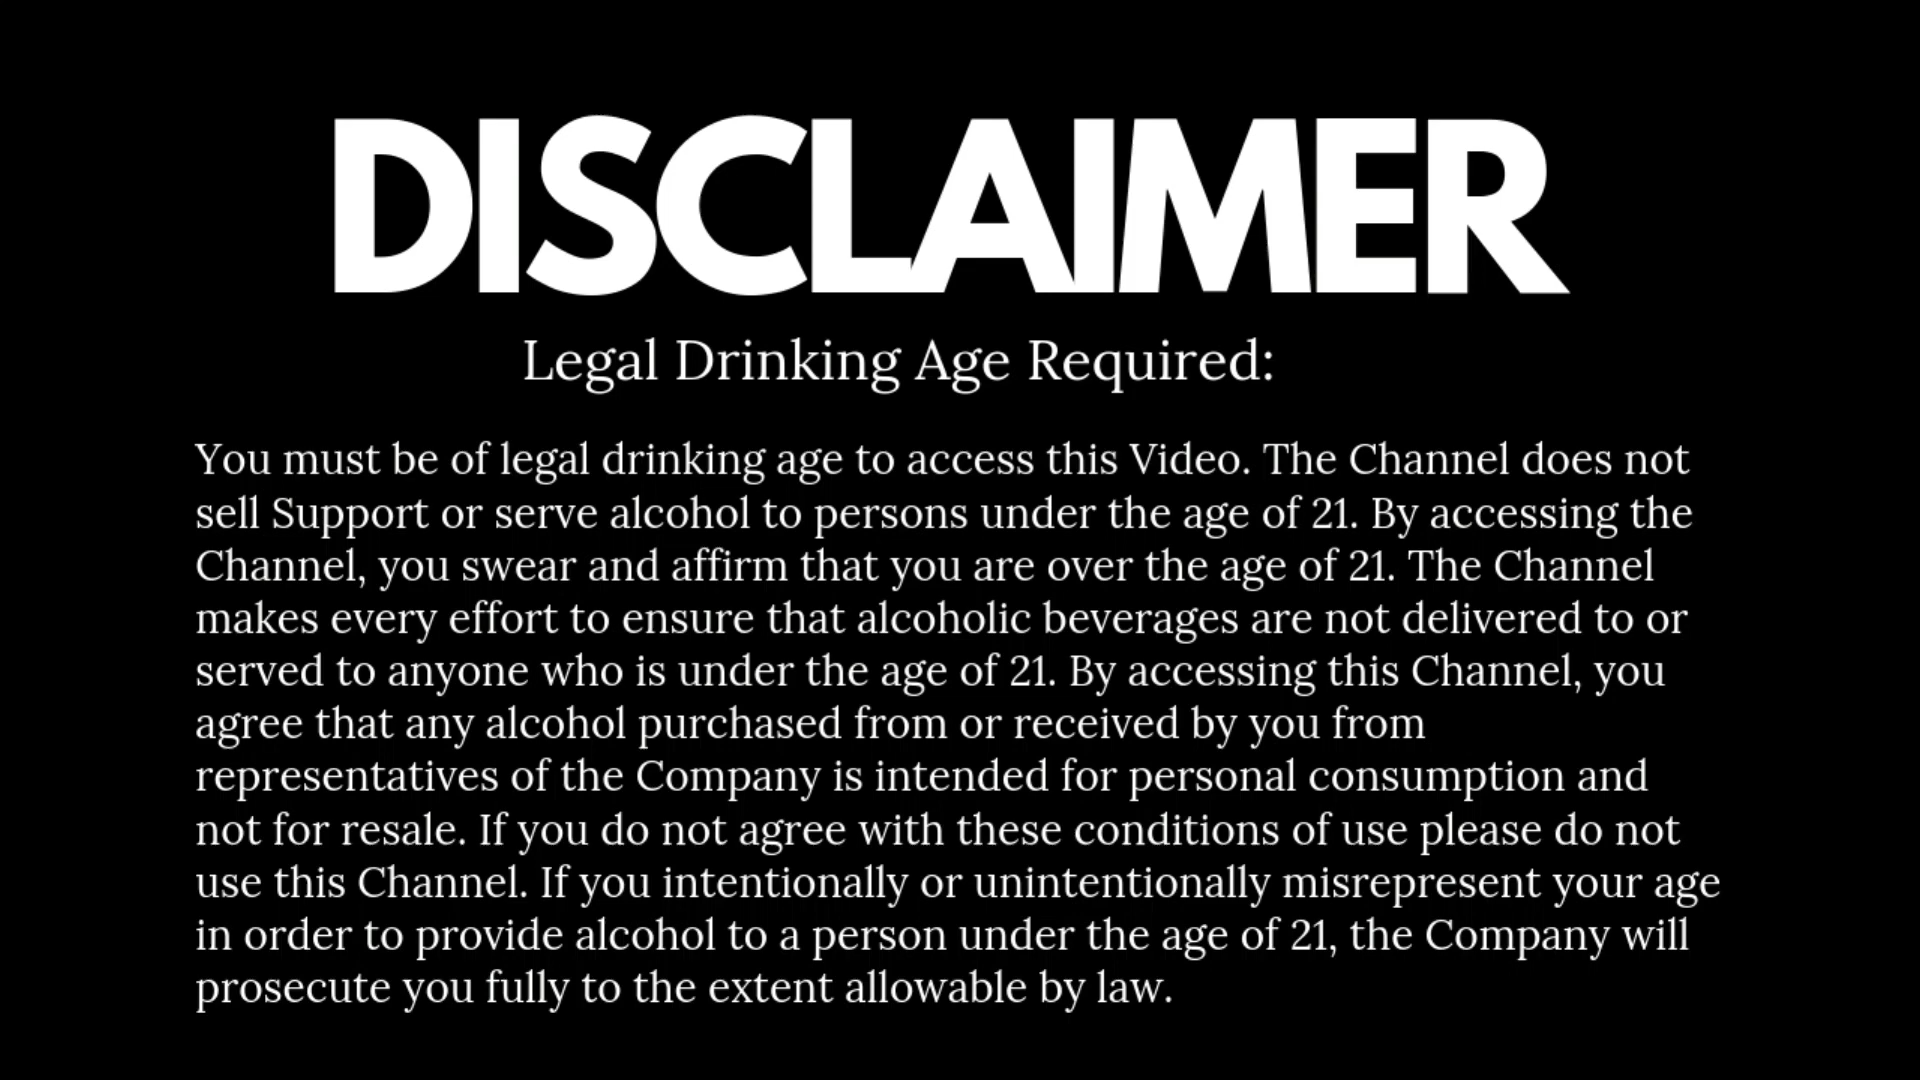 DISCLAIMER
Legal Drinking Age Required:
You must be of legal drinking age to access this Video. The Channel does not
sell Support or serve alcohol to persons under the age of 21. By accessing the
Channel, you swear and affirm that you are over the age of 21. The Channel
makes every effort to ensure that alcoholic beverages are not delivered to or
served to anyone who is under the age of 21. By accessing this Channel, you
agree that any alcohol purchased from or received by you from
representatives of the Company is intended for personal consumption and
not for resale. If you do not agree with these conditions of use please do not
use this Channel. If you intentionally or unintentionally misrepresent your age
in order to provide alcohol to a person under the age of 21, the Company will
prosecute you fully to the extent allowable by law.